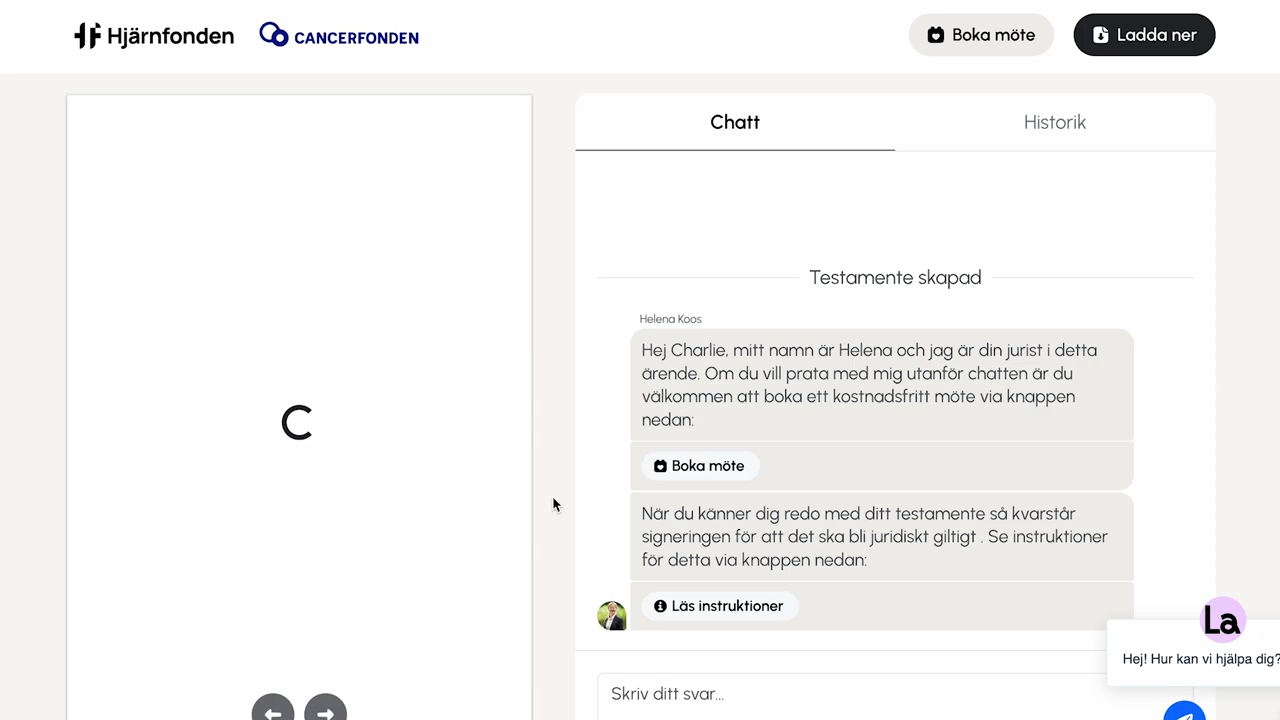 Hjärnfonden CANCERFONDEN
Boka möte
Ladda ner
Chatt
Historik
Testamente skapad
Helena Koos
Hej Charlie, mitt namn är Helena och jag är din jurist i detta
ärende. Om du vill prata med mig utanför chatten är du
välkommen att boka ett kostnadsfritt möte via knappen
nedan:
Boka möte
När du känner dig redo med ditt testamente så kvarstår
signeringen för att det ska bli juridiskt giltigt . Se instruktioner
för detta via knappen nedan:
Läs instruktioner
La
Hej! Hur kan vi hjälpa dig?
Skriv ditt svar...